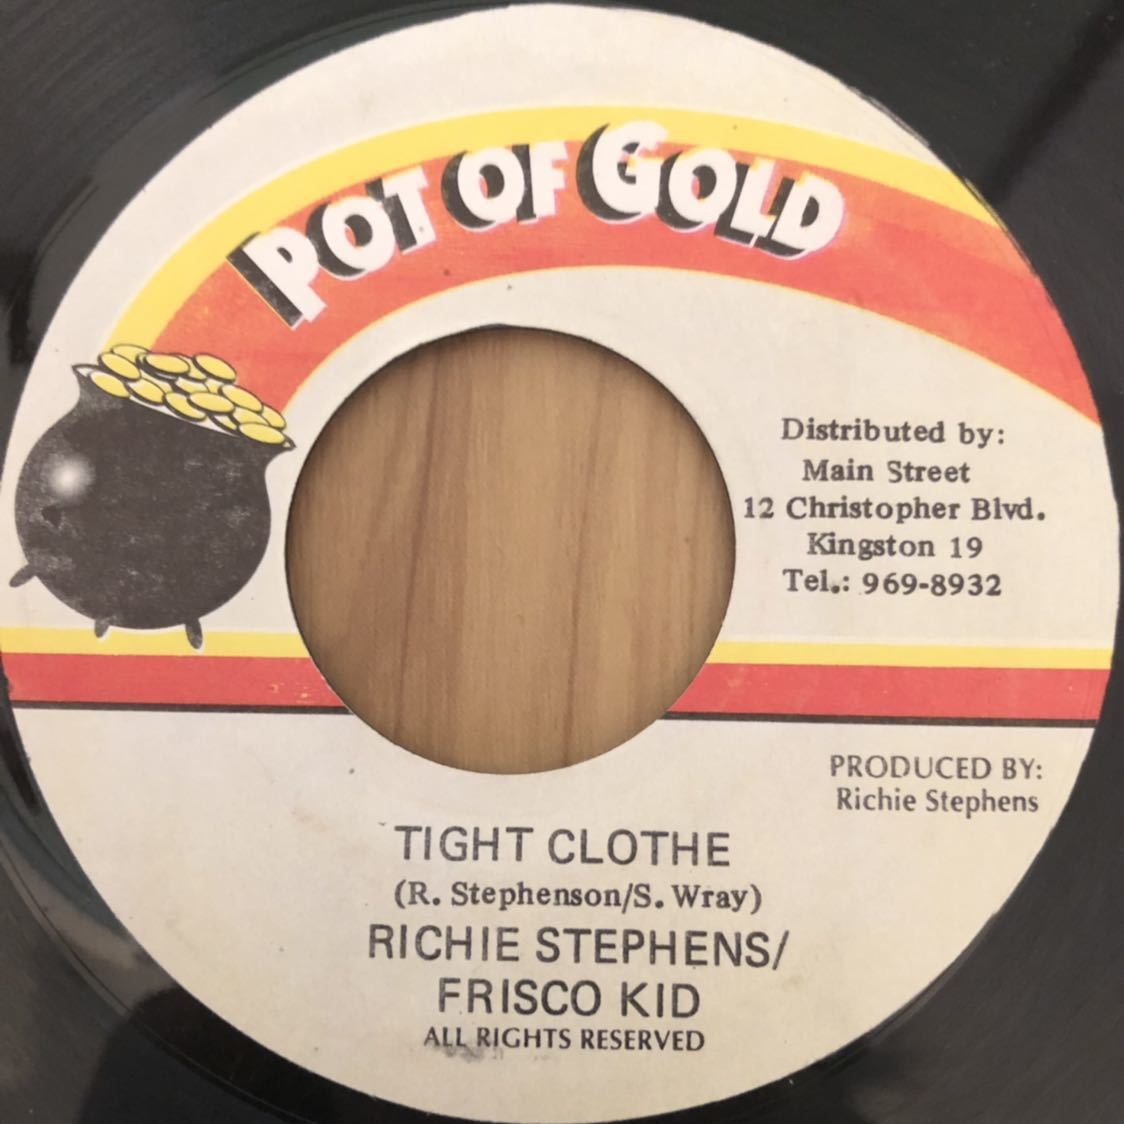 POT OF GOLD
Distributed by:
Main Street
12 Christopher Blvd.
Kingston 19
Tel.: 969-8932
PRODUCED BY:
Richie Stephens
TIGHT CLOTHE
(R. Stephenson/S. Wray)
RICHIE STEPHENS/
FRISCO KID
ALL RIGHTS RESERVED